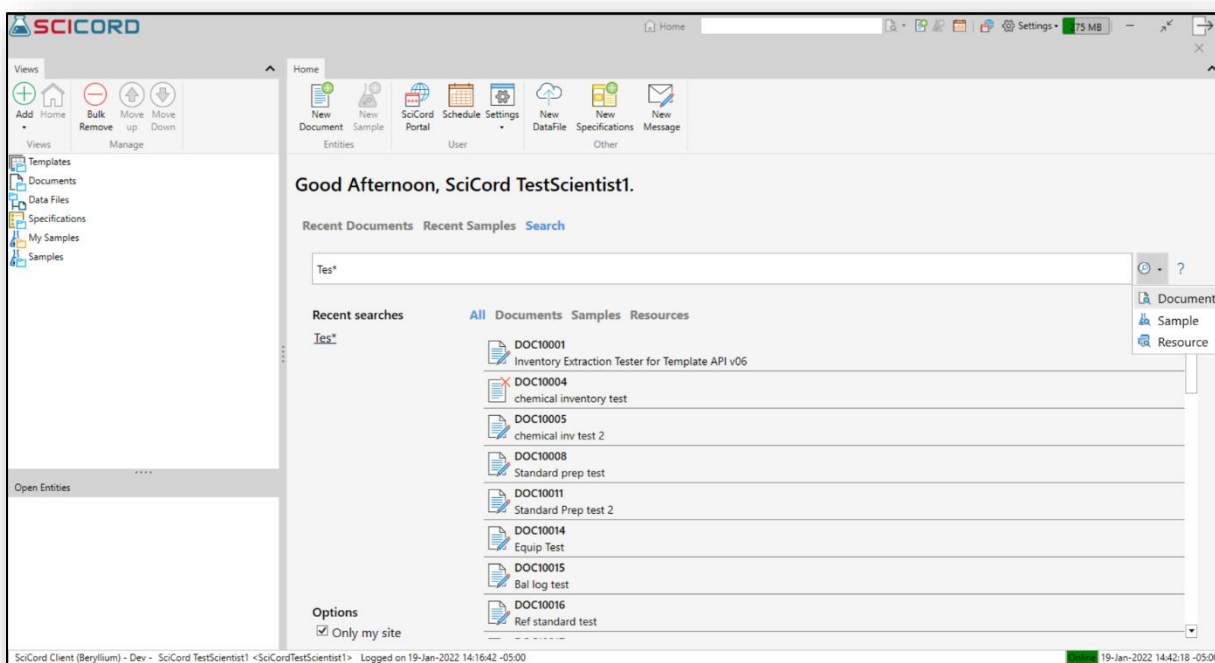 SCICORD
Home
Settings
275 MB
Views
Home
Add Home Bulk Remove Move up Move Down
Views Manage
New Document New Sample SciCord Portal Schedule Settings New DataFile New Specifications New Message
Entities User Other
Templates
Documents
Data Files
Specifications
My Samples
Samples
Good Afternoon, SciCord TestScientist1.
Recent Documents Recent Samples Search
Tes*
?
Document
Sample
Resource
Recent searches
Tes*
All Documents Samples Resources
DOC10001
Inventory Extraction Tester for Template API v06
DOC10004
chemical inventory test
DOC10005
chemical inv test 2
DOC10008
Standard prep test
DOC10011
Standard Prep test 2
DOC10014
Equip Test
DOC10015
Bal log test
DOC10016
Ref standard test
Open Entities
Options
Only my site
SciCord Client (Beryllium) - Dev - SciCord TestScientist1 <SciCordTestScientist1> Logged on 19-Jan-2022 14:16:42 -05:00
Online 19-Jan-2022 14:42:18 -05:00